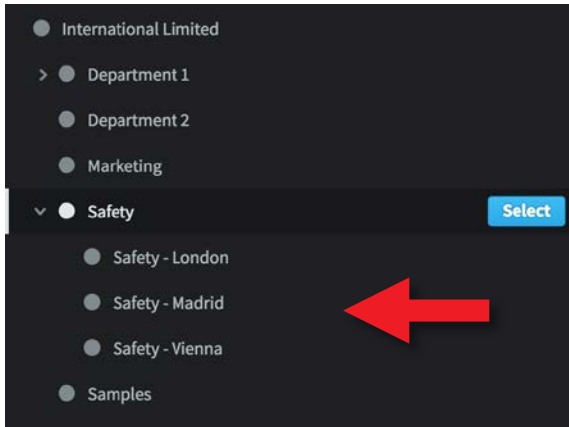 International Limited
Department 1
Department 2
Marketing
Safety Select
Safety - London
Safety - Madrid
Safety - Vienna
Samples